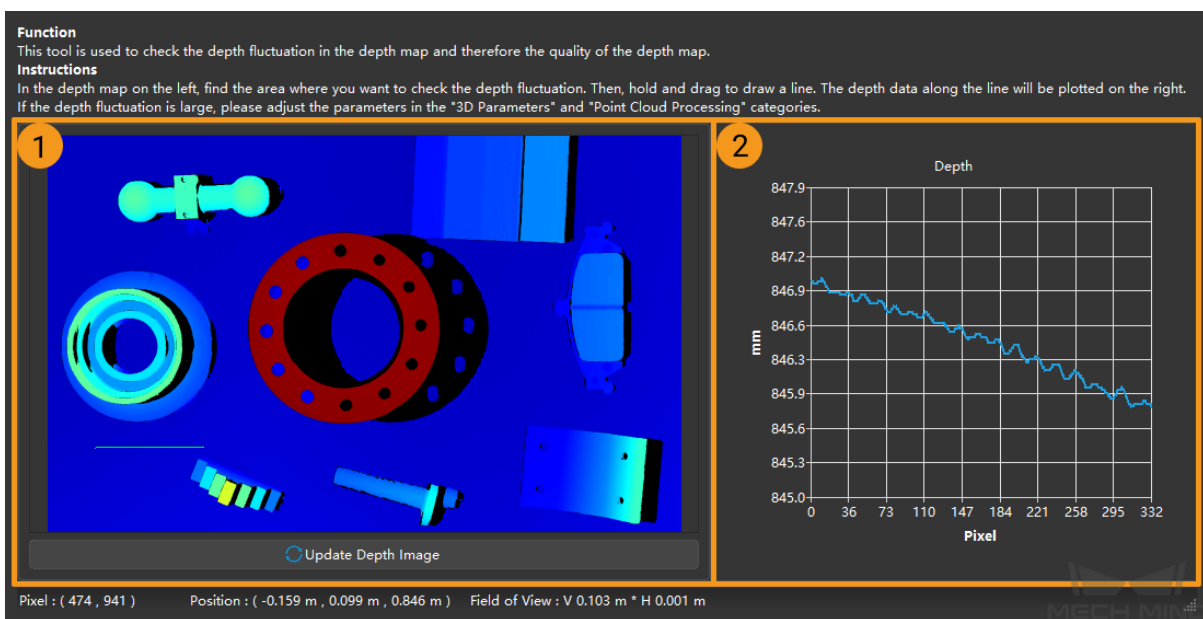 Function
This tool is used to check the depth fluctuation in the depth map and therefore the quality of the depth map.
Instructions
In the depth map on the left, find the area where you want to check the depth fluctuation. Then, hold and drag to draw a line. The depth data along the line will be plotted on the right.
If the depth fluctuation is large, please adjust the parameters in the "3D Parameters" and "Point Cloud Processing" categories.
1
2
Depth
847.9
847.6
847.2
846.9
846.6
846.3
845.9
845.6
845.3
845.0
mm
0 36 73 110 147 184 221 258 295 332
Pixel
Update Depth Image
Pixel : ( 474 , 941 ) Position : ( -0.159 m , 0.099 m , 0.846 m ) Field of View : V 0.103 m * H 0.001 m
MECH MIND